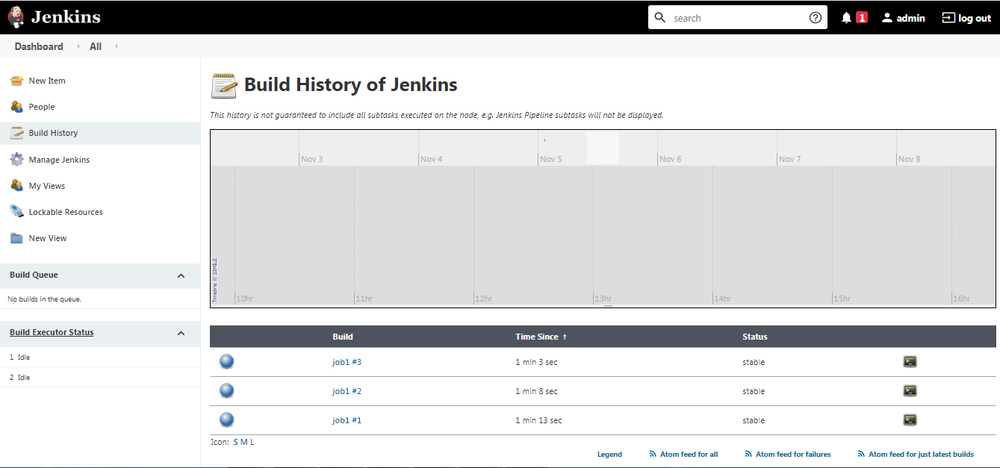 Jenkins
search
1
admin
log out
Dashboard
All
New Item
People
Build History
Manage Jenkins
My Views
Lockable Resources
New View
Build Queue
No builds in the queue.
Build Executor Status
1 Idle
2 Idle
Build History of Jenkins
This history is not guaranteed to include all subtasks executed on the node, e.g. Jenkins Pipeline subtasks will not be displayed.
Nov 3 Nov 4 Nov 5 Nov 6 Nov 7 Nov 8
Timeline © SIMILE
10hr 11hr 12hr 13hr 14hr 15hr 16hr
Build Time Since ↑ Status
job1 #3 1 min 3 sec stable
job1 #2 1 min 8 sec stable
job1 #1 1 min 13 sec stable
Icon: S M L
Legend Atom feed for all Atom feed for failures Atom feed for just latest builds